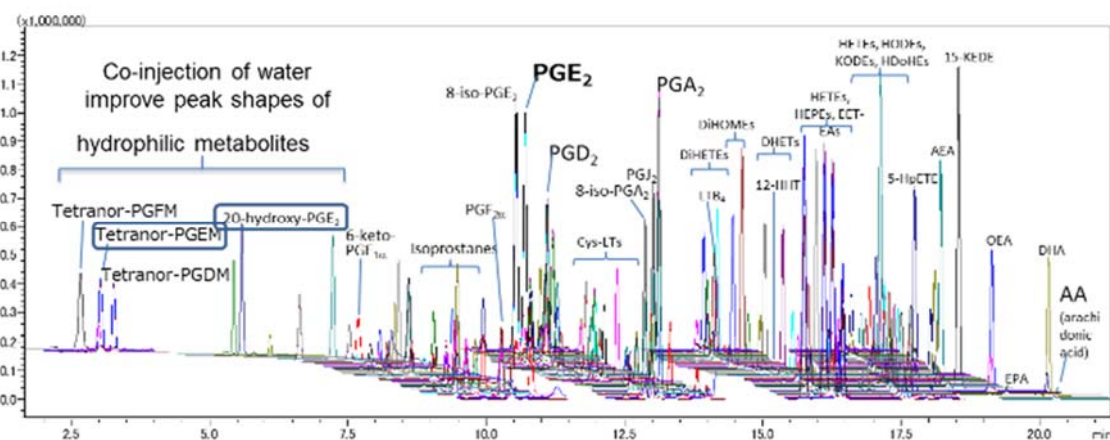 (x1,000,000)
Co-injection of water
improve peak shapes of
hydrophilic metabolites
Tetranor-PGFM
Tetranor-PGEM
Tetranor-PGDM
20-hydroxy-PGE₂
6-keto-
PGF₁α
Isoprostanes
PGF₂α
8-iso-PGE₂
PGE₂
PGD₂
Cys-LTs
8-iso-PGA₂
PGJ₂
PGA₂
DiHETEs
LTB₄
DiHOMEs
DHETs
12-HHT
HETEs,
HEPEs, EET-
EAs
HETEs, HODEs,
KODEs, HDoHEs
5-HpETE
AEA
15-KEDE
OEA
EPA
DHA
AA
(arachi
donic
acid)
1.2
1.1
1.0
0.9
0.8
0.7
0.6
0.5
0.4
0.3
0.2
0.1
0.0
2.5 5.0 7.5 10.0 12.5 15.0 17.5 20.0